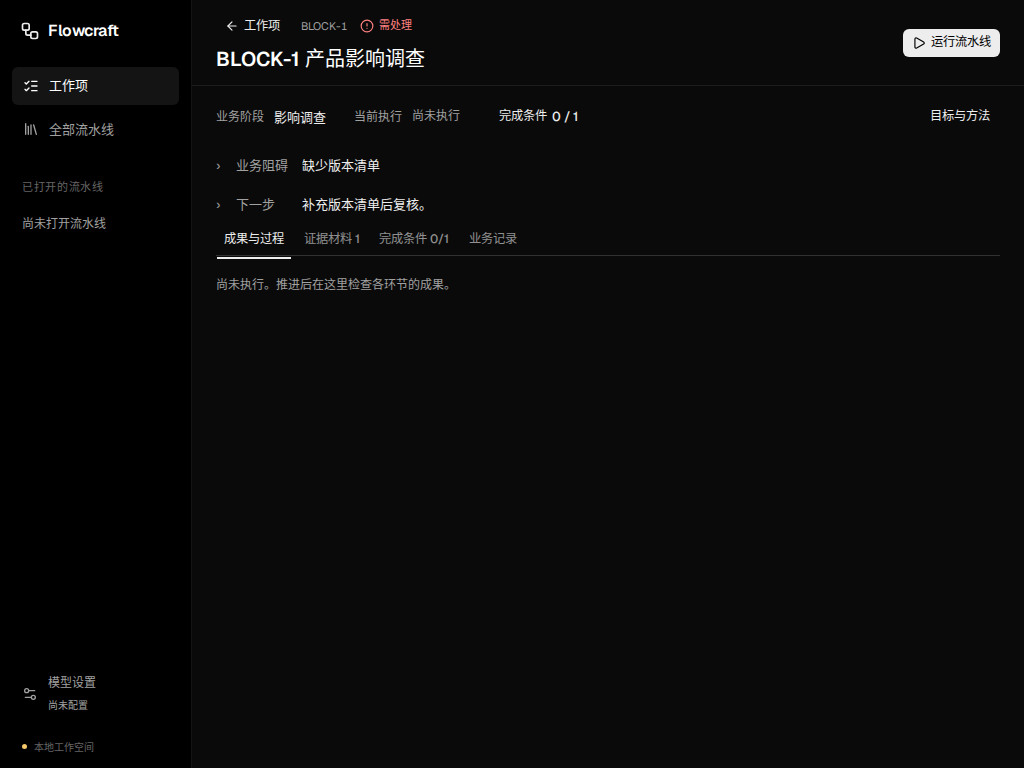 Flowcraft
工作项
全部流水线
已打开的流水线
尚未打开流水线
模型设置
尚未配置
本地工作空间
工作项 BLOCK-1 需处理
BLOCK-1 产品影响调查
运行流水线
业务阶段 影响调查 当前执行 尚未执行 完成条件 0 / 1 目标与方法
› 业务阻碍 缺少版本清单
› 下一步 补充版本清单后复核。
成果与过程 证据材料 1 完成条件 0/1 业务记录
尚未执行。推进后在这里检查各环节的成果。